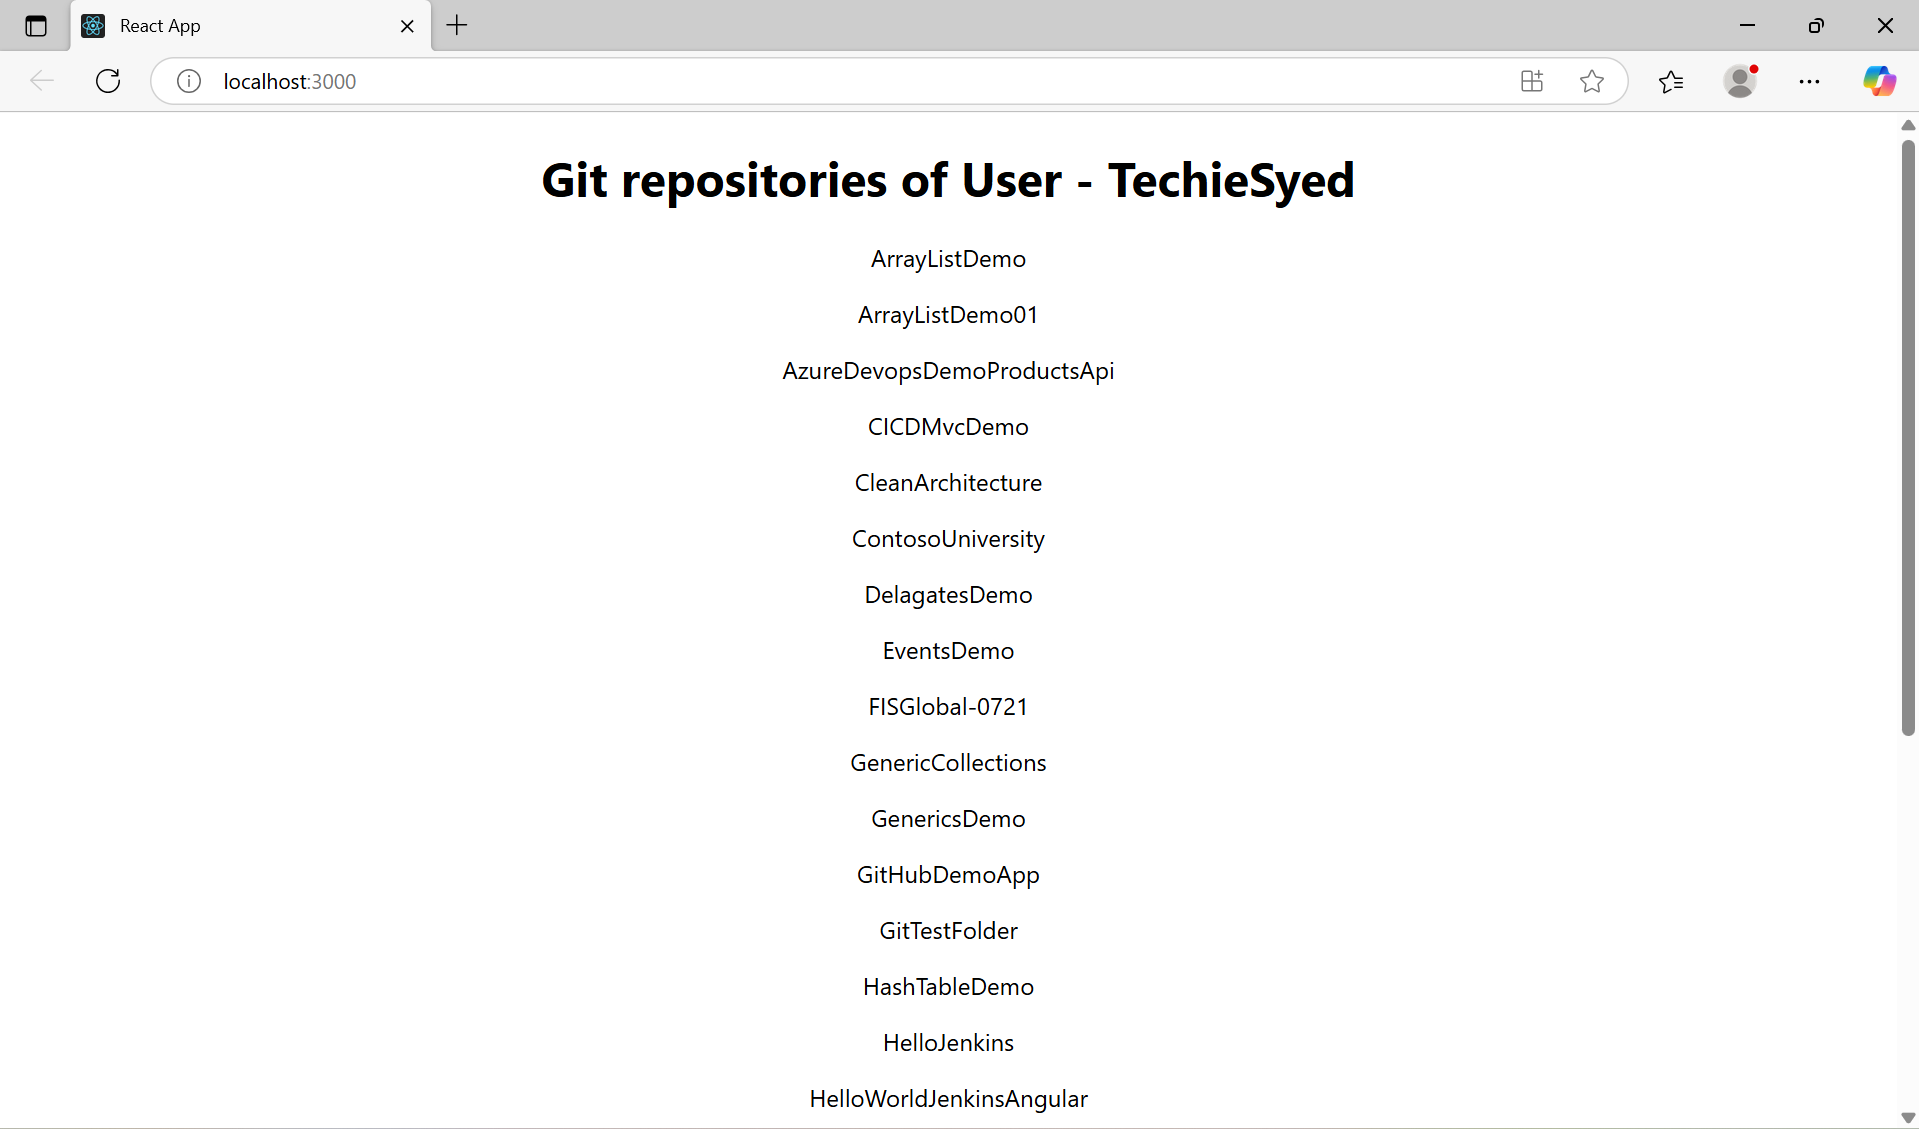 React App
localhost:3000
Git repositories of User - TechieSyed
ArrayListDemo
ArrayListDemo01
AzureDevopsDemoProductsApi
CICDMvcDemo
CleanArchitecture
ContosoUniversity
DelagatesDemo
EventsDemo
FISGlobal-0721
GenericCollections
GenericsDemo
GitHubDemoApp
GitTestFolder
HashTableDemo
HelloJenkins
HelloWorldJenkinsAngular